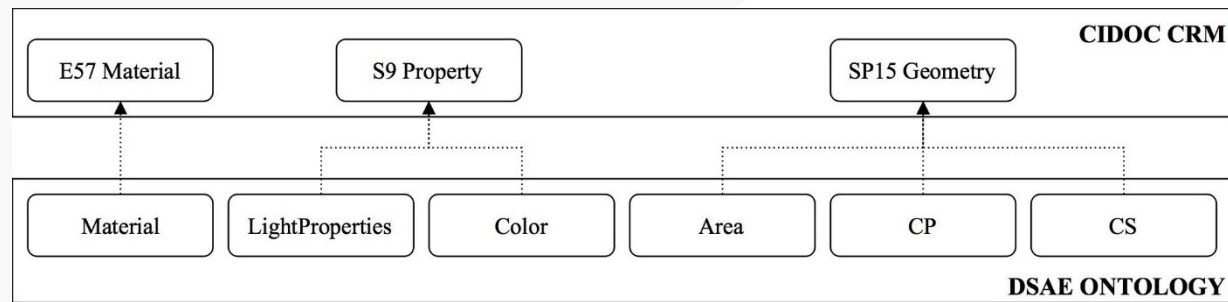 CIDOC CRM
E57 Material
S9 Property
SP15 Geometry
Material
LightProperties
Color
Area
CP
CS
DSAE ONTOLOGY